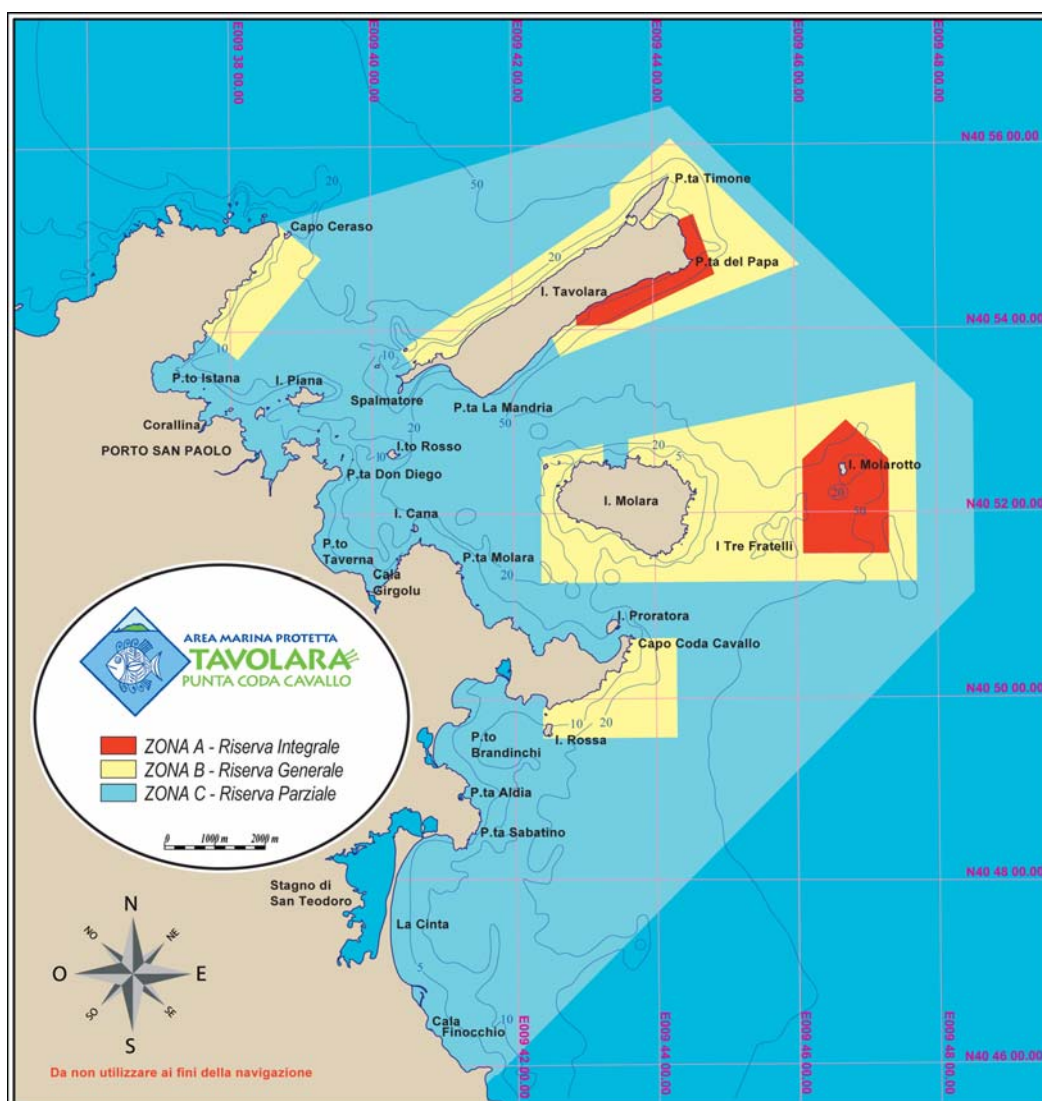 E009 38 00.00
E009 40 00.00
E009 42 00.00
E009 44 00.00
E009 46 00.00
E009 48 00.00
N40 56 00.00
20
50
P.ta Timone
Capo Ceraso
20
P.ta del Papa
I. Tavolara
10
N40 54 00.00
10
P.to Istana
I. Piana
Spalmatore
P.ta La Mandria
20
50
Corallina
PORTO SAN PAOLO
I.to Rosso
10
20
5
P.ta Don Diego
I. Molarotto
20
I. Molara
N40 52 00.00
50
I. Cana
P.to
Taverna
P.ta Molara
I Tre Fratelli
20
Cala
Girgolu
I. Proratora
Capo Coda Cavallo
AREA MARINA PROTETTA
TAVOLARA
PUNTA CODA CAVALLO
N40 50 00.00
10
20
I. Rossa
P.to
Brandinchi
ZONA A - Riserva Integrale
ZONA B - Riserva Generale
ZONA C - Riserva Parziale
P.ta Aldia
0 1000 m 2000 m
P.ta Sabatino
N40 48 00.00
Stagno di
San Teodoro
La Cinta
N
NO
NE
O
E
SO
SE
S
5
Cala
Finocchio
10
E009 42 00.00
E009 44 00.00
E009 46 00.00
E009 48 00.00
N40 46 00.00
Da non utilizzare ai fini della navigazione